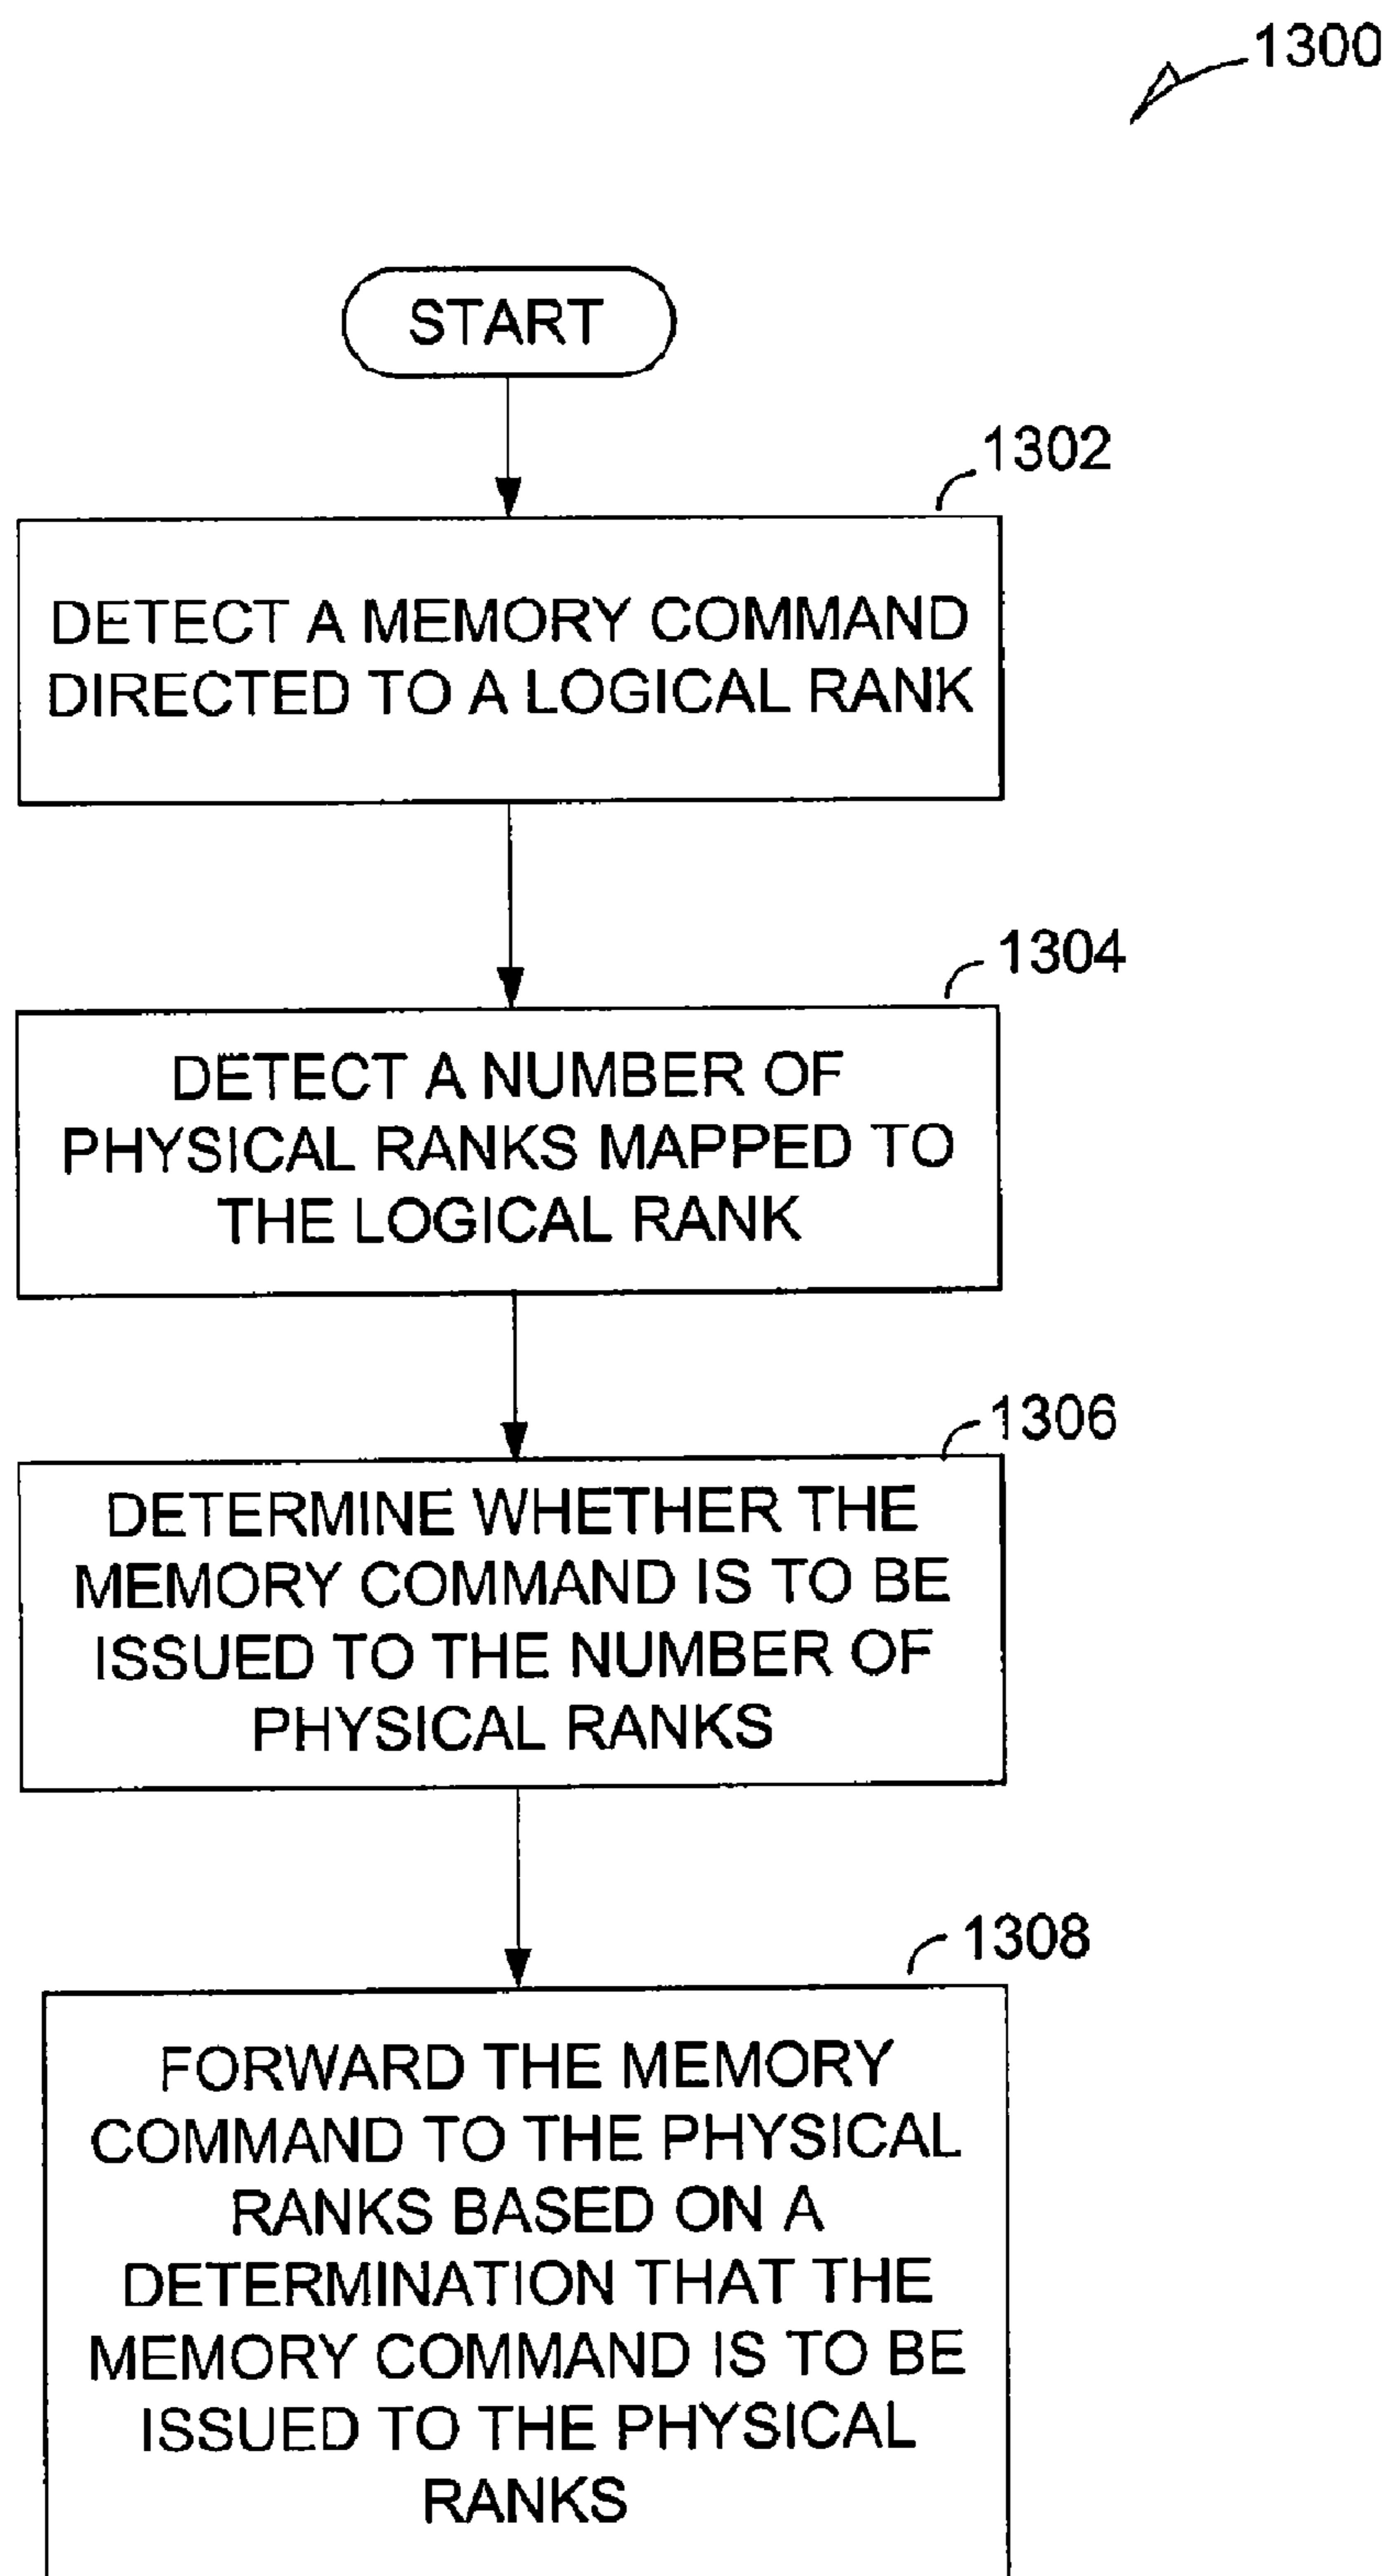 1300
START
1302
DETECT A MEMORY COMMAND
DIRECTED TO A LOGICAL RANK
1304
DETECT A NUMBER OF
PHYSICAL RANKS MAPPED TO
THE LOGICAL RANK
1306
DETERMINE WHETHER THE
MEMORY COMMAND IS TO BE
ISSUED TO THE NUMBER OF
PHYSICAL RANKS
1308
FORWARD THE MEMORY
COMMAND TO THE PHYSICAL
RANKS BASED ON A
DETERMINATION THAT THE
MEMORY COMMAND IS TO BE
ISSUED TO THE PHYSICAL
RANKS